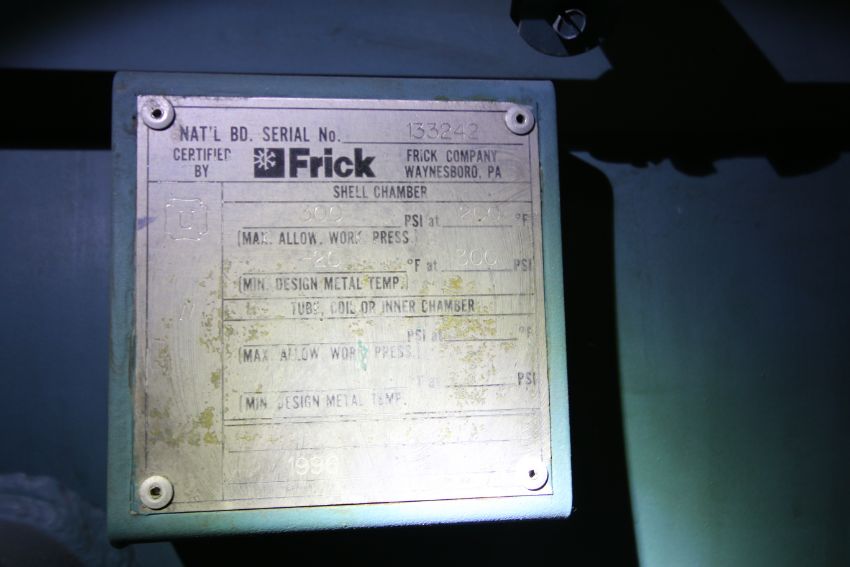 NAT'L BD. SERIAL No. 133242
CERTIFIED BY Frick FRICK COMPANY WAYNESBORO, PA
SHELL CHAMBER
U
300 PSI at 200 °F
(MAX. ALLOW. WORK PRESS.)
-20 °F at 300 PSI
(MIN. DESIGN METAL TEMP.)
TUBE, COIL OR INNER CHAMBER
PSI at °F
(MAX. ALLOW WORK PRESS.)
°F at PSI
(MIN. DESIGN METAL TEMP.
1996